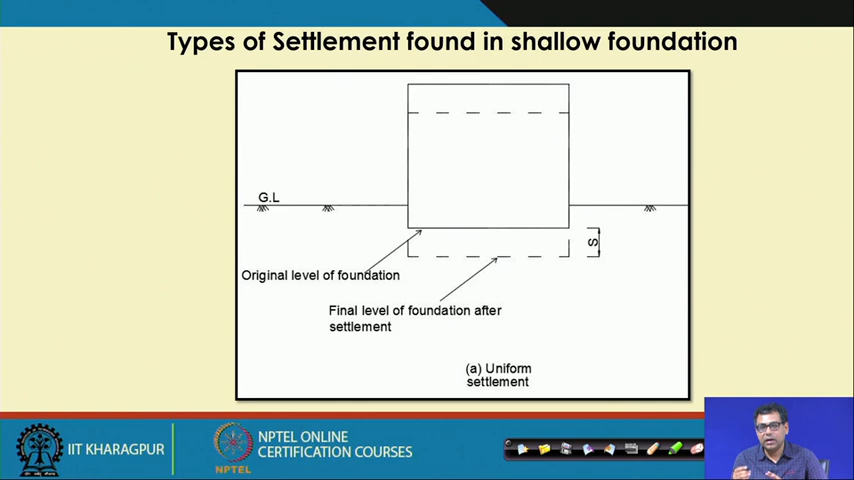 Types of Settlement found in shallow foundation
G.L
S
Original level of foundation
Final level of foundation after
settlement
(a) Uniform
settlement
IIT KHARAGPUR
NPTEL
NPTEL ONLINE
CERTIFICATION COURSES